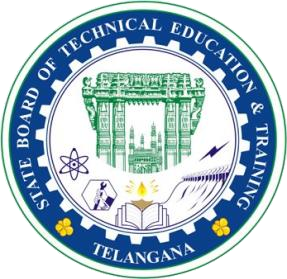 STATE BOARD OF TECHNICAL EDUCATION & TRAINING
TELANGANA